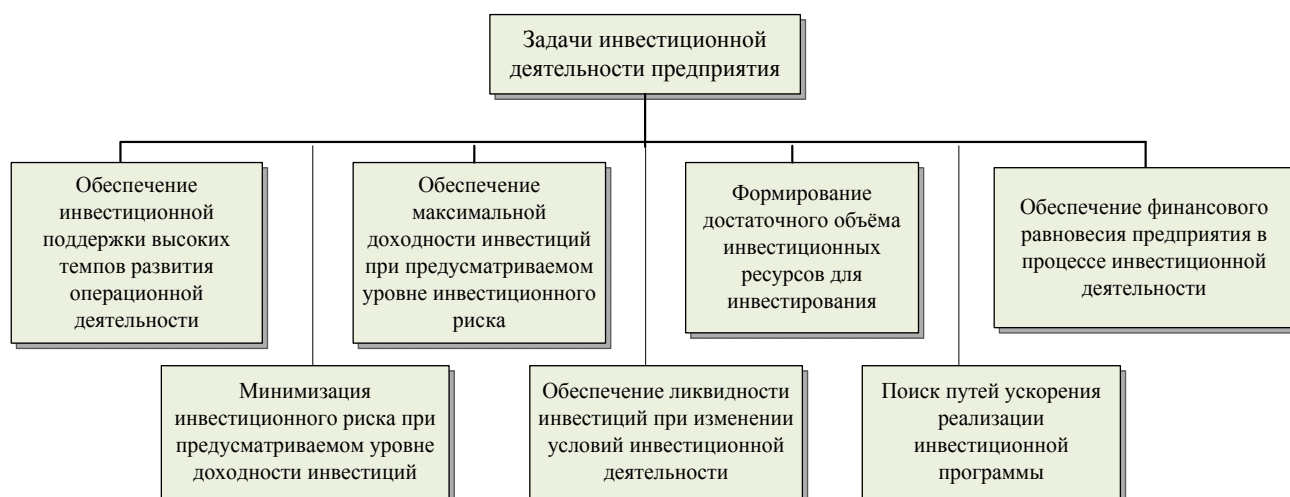 Задачи инвестиционной
деятельности предприятия
Обеспечение
инвестиционной
поддержки высоких
темпов развития
операционной
деятельности
Обеспечение
максимальной
доходности инвестиций
при предусматриваемом
уровне инвестиционного
риска
Формирование
достаточного объёма
инвестиционных
ресурсов для
инвестирования
Обеспечение финансового
равновесия предприятия в
процессе инвестиционной
деятельности
Минимизация
инвестиционного риска при
предусматриваемом уровне
доходности инвестиций
Обеспечение ликвидности
инвестиций при изменении
условий инвестиционной
деятельности
Поиск путей ускорения
реализации
инвестиционной
программы